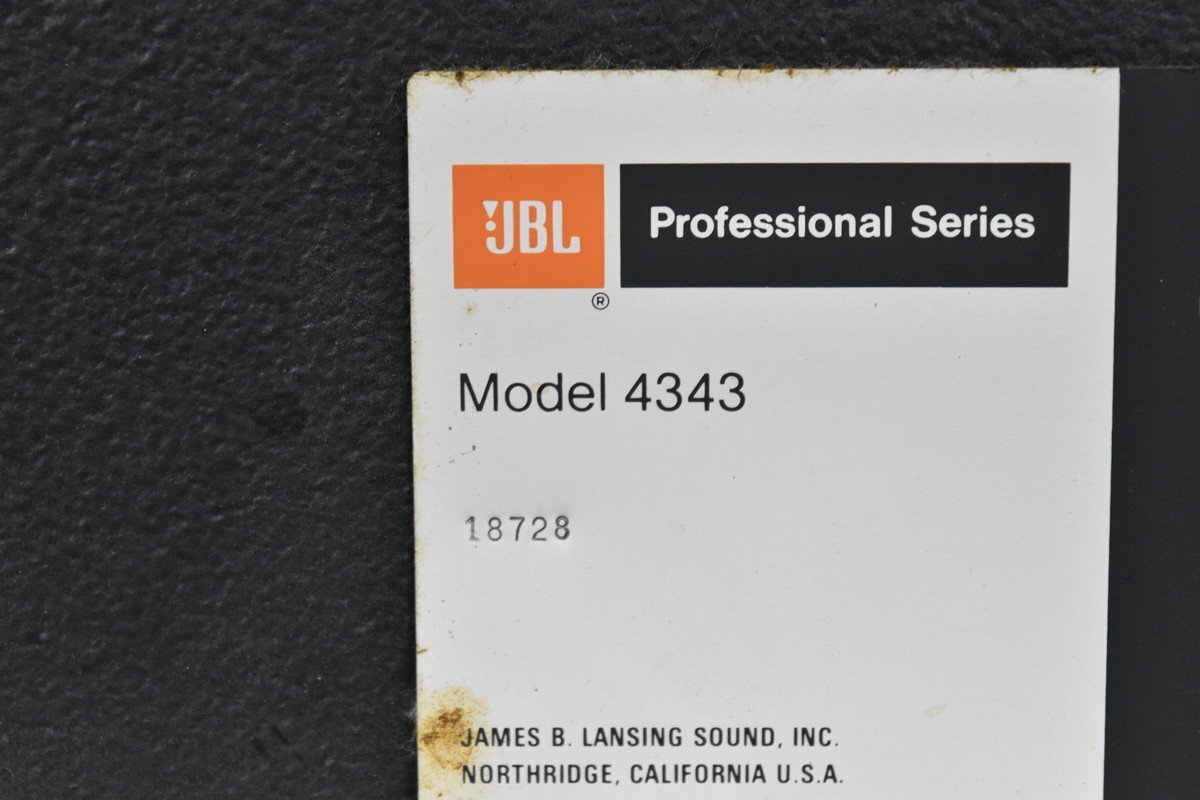 JBL Professional Series
®
Model 4343
18728
JAMES B. LANSING SOUND, INC.
NORTHRIDGE, CALIFORNIA U.S.A.